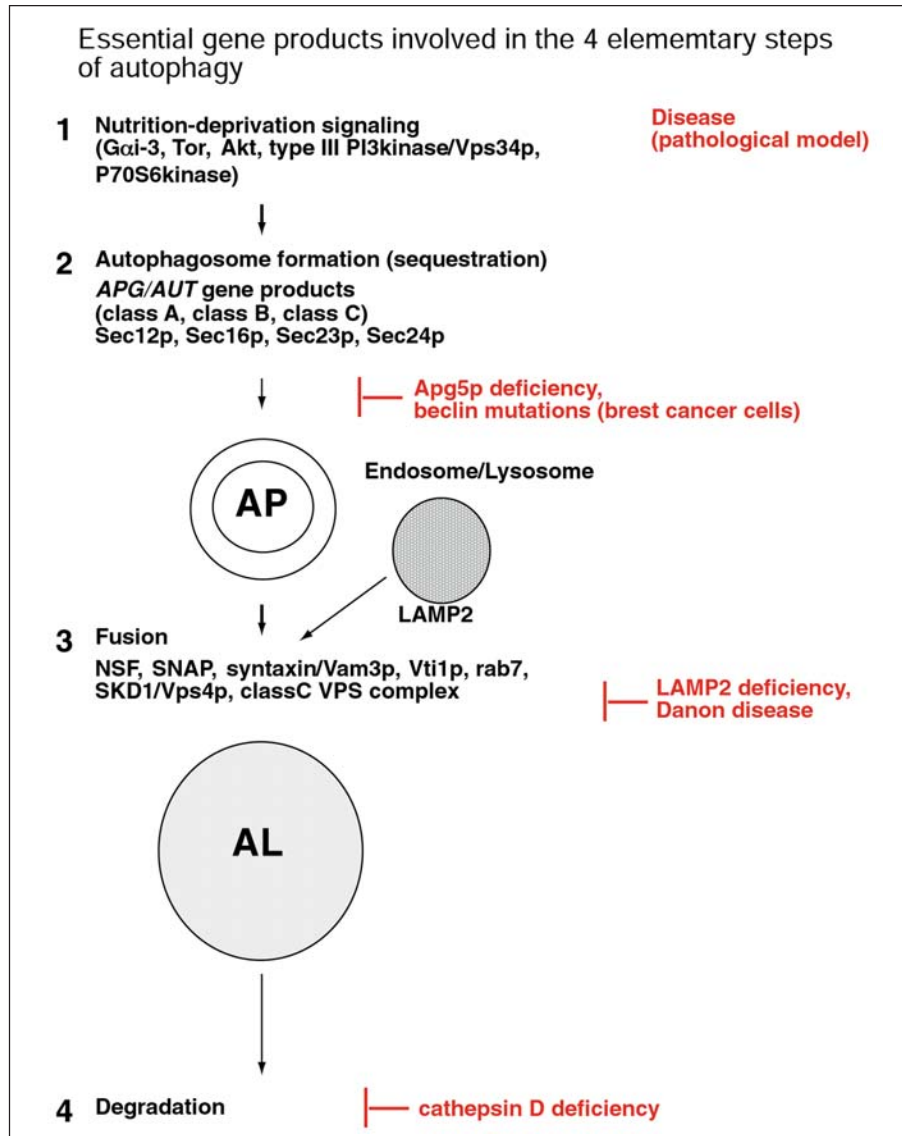 Essential gene products involved in the 4 elememtary steps
of autophagy
1 Nutrition-deprivation signaling
(Gαi-3, Tor, Akt, type III PI3kinase/Vps34p,
P70S6kinase)
Disease
(pathological model)
2 Autophagosome formation (sequestration)
APG/AUT gene products
(class A, class B, class C)
Sec12p, Sec16p, Sec23p, Sec24p
Apg5p deficiency,
beclin mutations (brest cancer cells)
AP
Endosome/Lysosome
LAMP2
3 Fusion
NSF, SNAP, syntaxin/Vam3p, Vti1p, rab7,
SKD1/Vps4p, classC VPS complex
LAMP2 deficiency,
Danon disease
AL
4 Degradation
cathepsin D deficiency